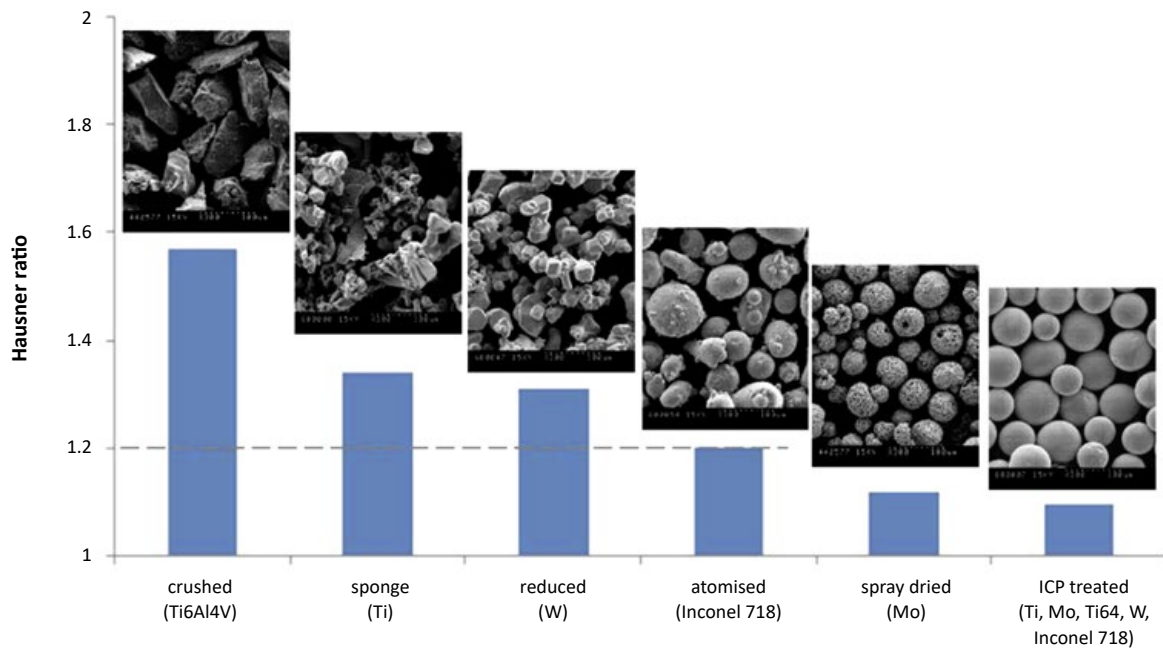 2
1.8
1.6
1.4
1.2
1
Hausner ratio
crushed
(Ti6Al4V)
sponge
(Ti)
reduced
(W)
atomised
(Inconel 718)
spray dried
(Mo)
ICP treated
(Ti, Mo, Ti64, W,
Inconel 718)